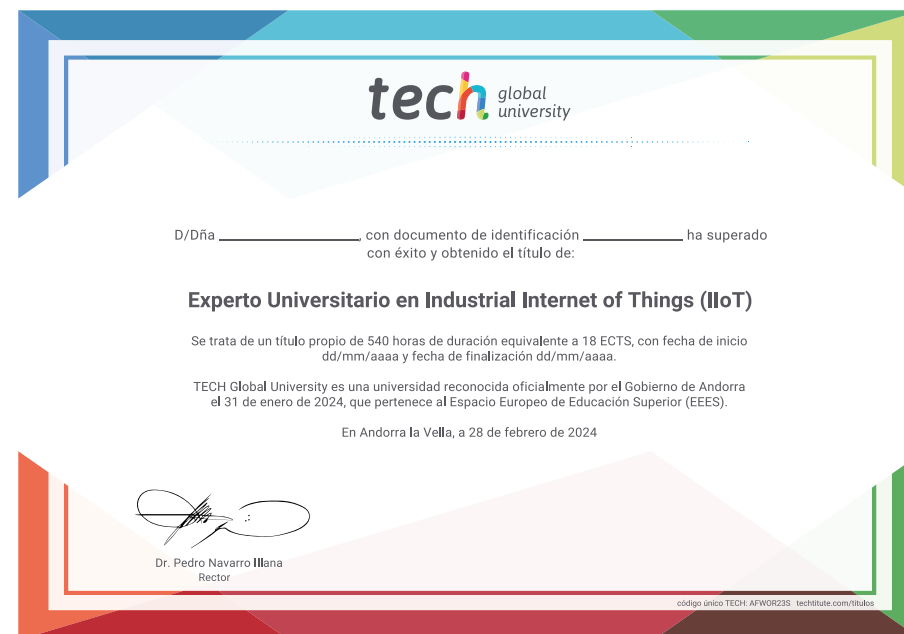 tech global university
D/Dña ____________________, con documento de identificación ______________ ha superado
con éxito y obtenido el título de:
Experto Universitario en Industrial Internet of Things (IIoT)
Se trata de un título propio de 540 horas de duración equivalente a 18 ECTS, con fecha de inicio
dd/mm/aaaa y fecha de finalización dd/mm/aaaa.
TECH Global University es una universidad reconocida oficialmente por el Gobierno de Andorra
el 31 de enero de 2024, que pertenece al Espacio Europeo de Educación Superior (EEES).
En Andorra la Vella, a 28 de febrero de 2024
Dr. Pedro Navarro Illana
Rector
código único TECH: AFWOR23S techtitute.com/titulos